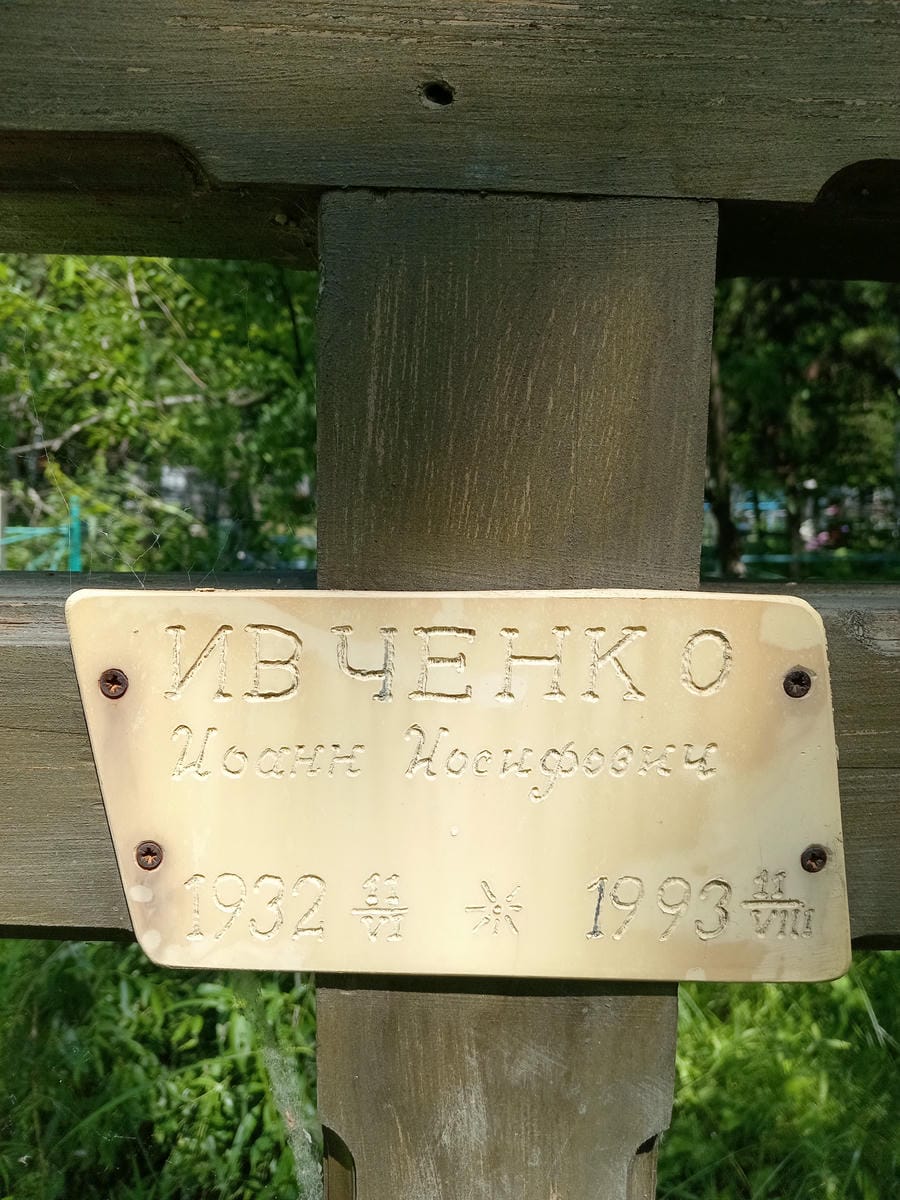 ИВЧЕНКО
Иоанн Иосифович
1932 11/VI * 1993 11/VIII